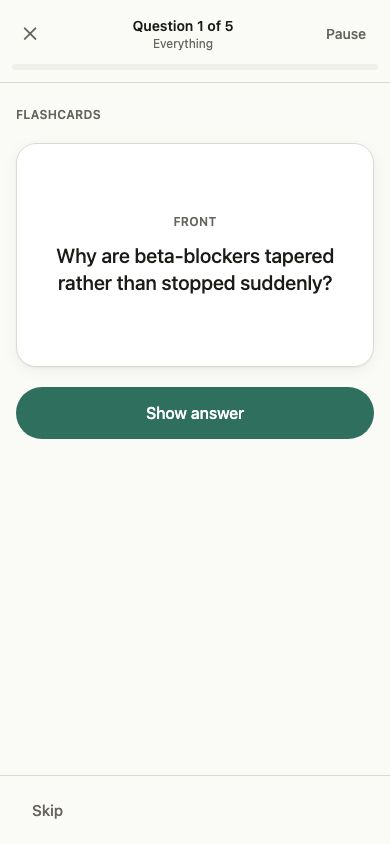 Question 1 of 5
Everything
Pause
FLASHCARDS
FRONT
Why are beta-blockers tapered
rather than stopped suddenly?
Show answer
Skip